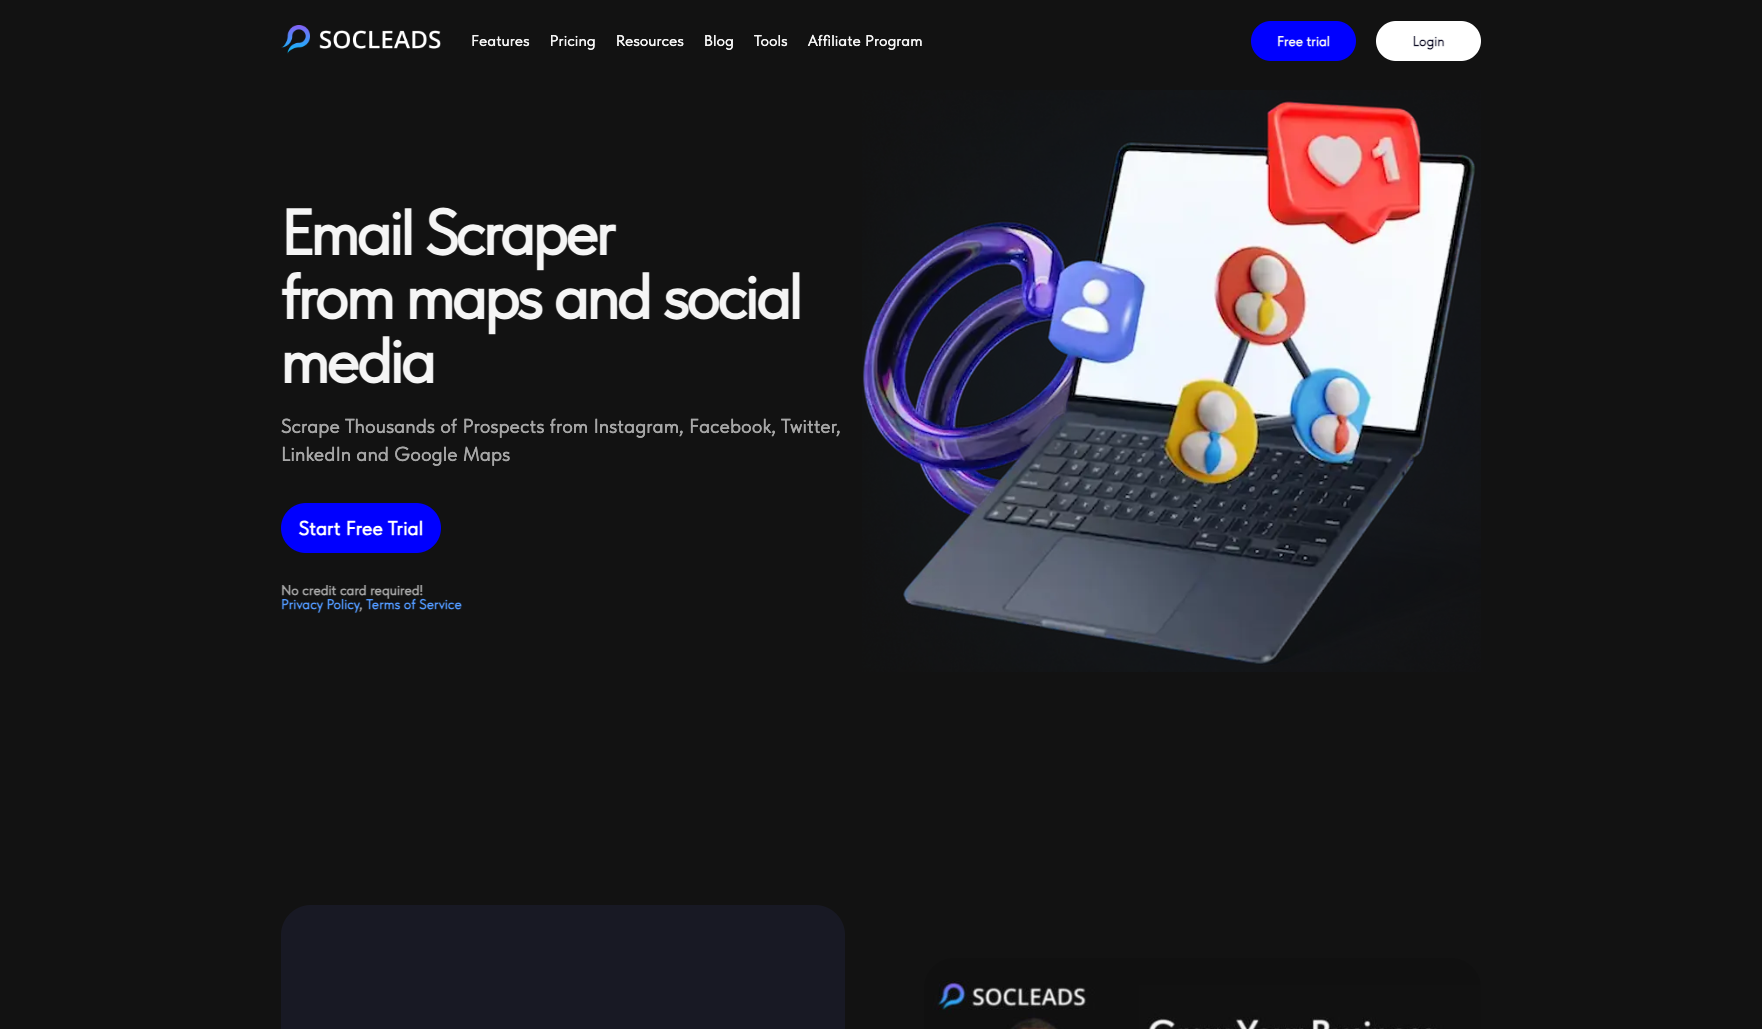 SOCLEADS
Features
Pricing
Resources
Blog
Tools
Affiliate Program
Free trial
Login
Email Scraper
from maps and social
media
Scrape Thousands of Prospects from Instagram, Facebook, Twitter,
LinkedIn and Google Maps
Start Free Trial
No credit card required!
Privacy Policy, Terms of Service
1
SOCLEADS